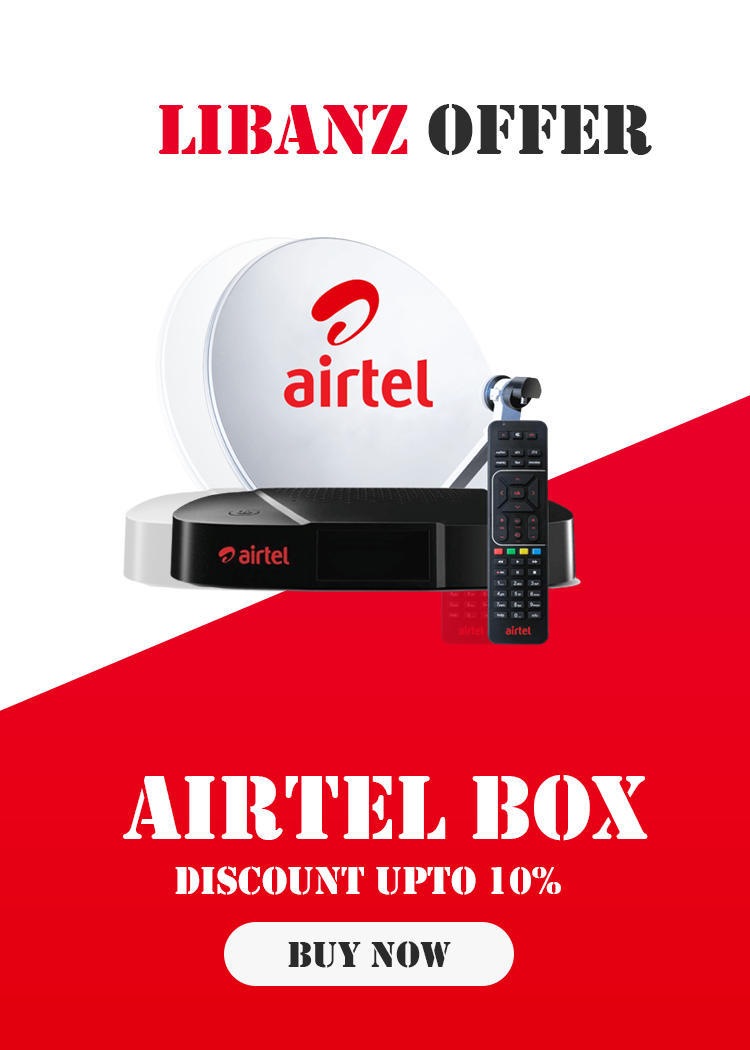 LIBANZ OFFER
airtel
airtel
airtel
AIRTEL BOX
DISCOUNT UPTO 10%
BUY NOW